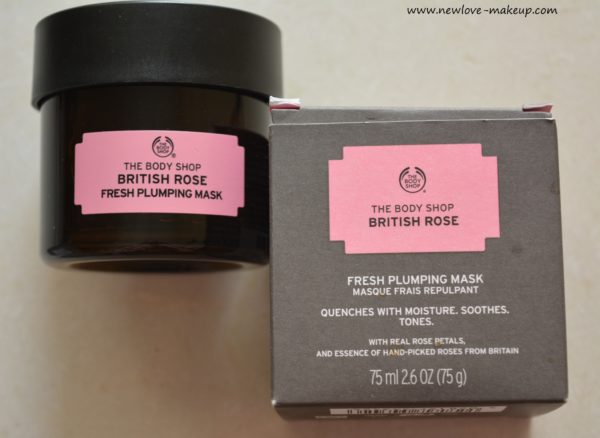 www.newlove-makeup.com
THE BODY SHOP
THE BODY SHOP
BRITISH ROSE
FRESH PLUMPING MASK
THE BODY SHOP
THE BODY SHOP
BRITISH ROSE
FRESH PLUMPING MASK
MASQUE FRAIS REPULPANT
QUENCHES WITH MOISTURE. SOOTHES.
TONES.
WITH REAL ROSE PETALS,
AND ESSENCE OF HAND-PICKED ROSES FROM BRITAIN
75 ml 2.6 OZ (75 g)